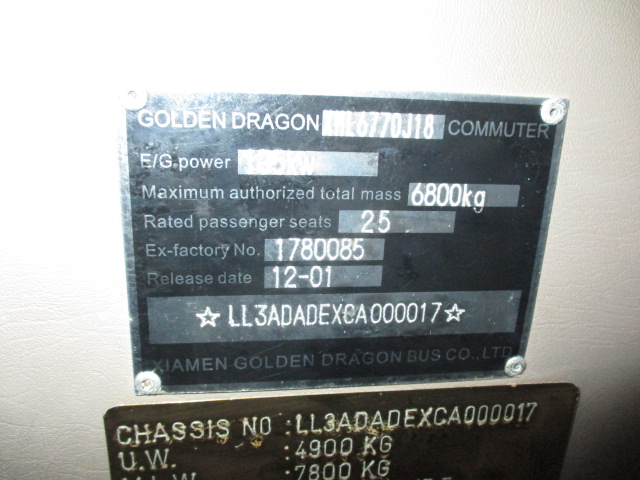 GOLDEN DRAGON XML6770J18 COMMUTER
E/G.power
Maximum authorized total mass 6800kg
Rated passenger seats 25
Ex-factory No. 1780085
Release date 12-01
☆ LL3ADADEXCA000017 ☆
XIAMEN GOLDEN DRAGON BUS CO., LTD.
CHASSIS NO :LL3ADADEXCA000017
U.W. :4900 KG
:7800 KG